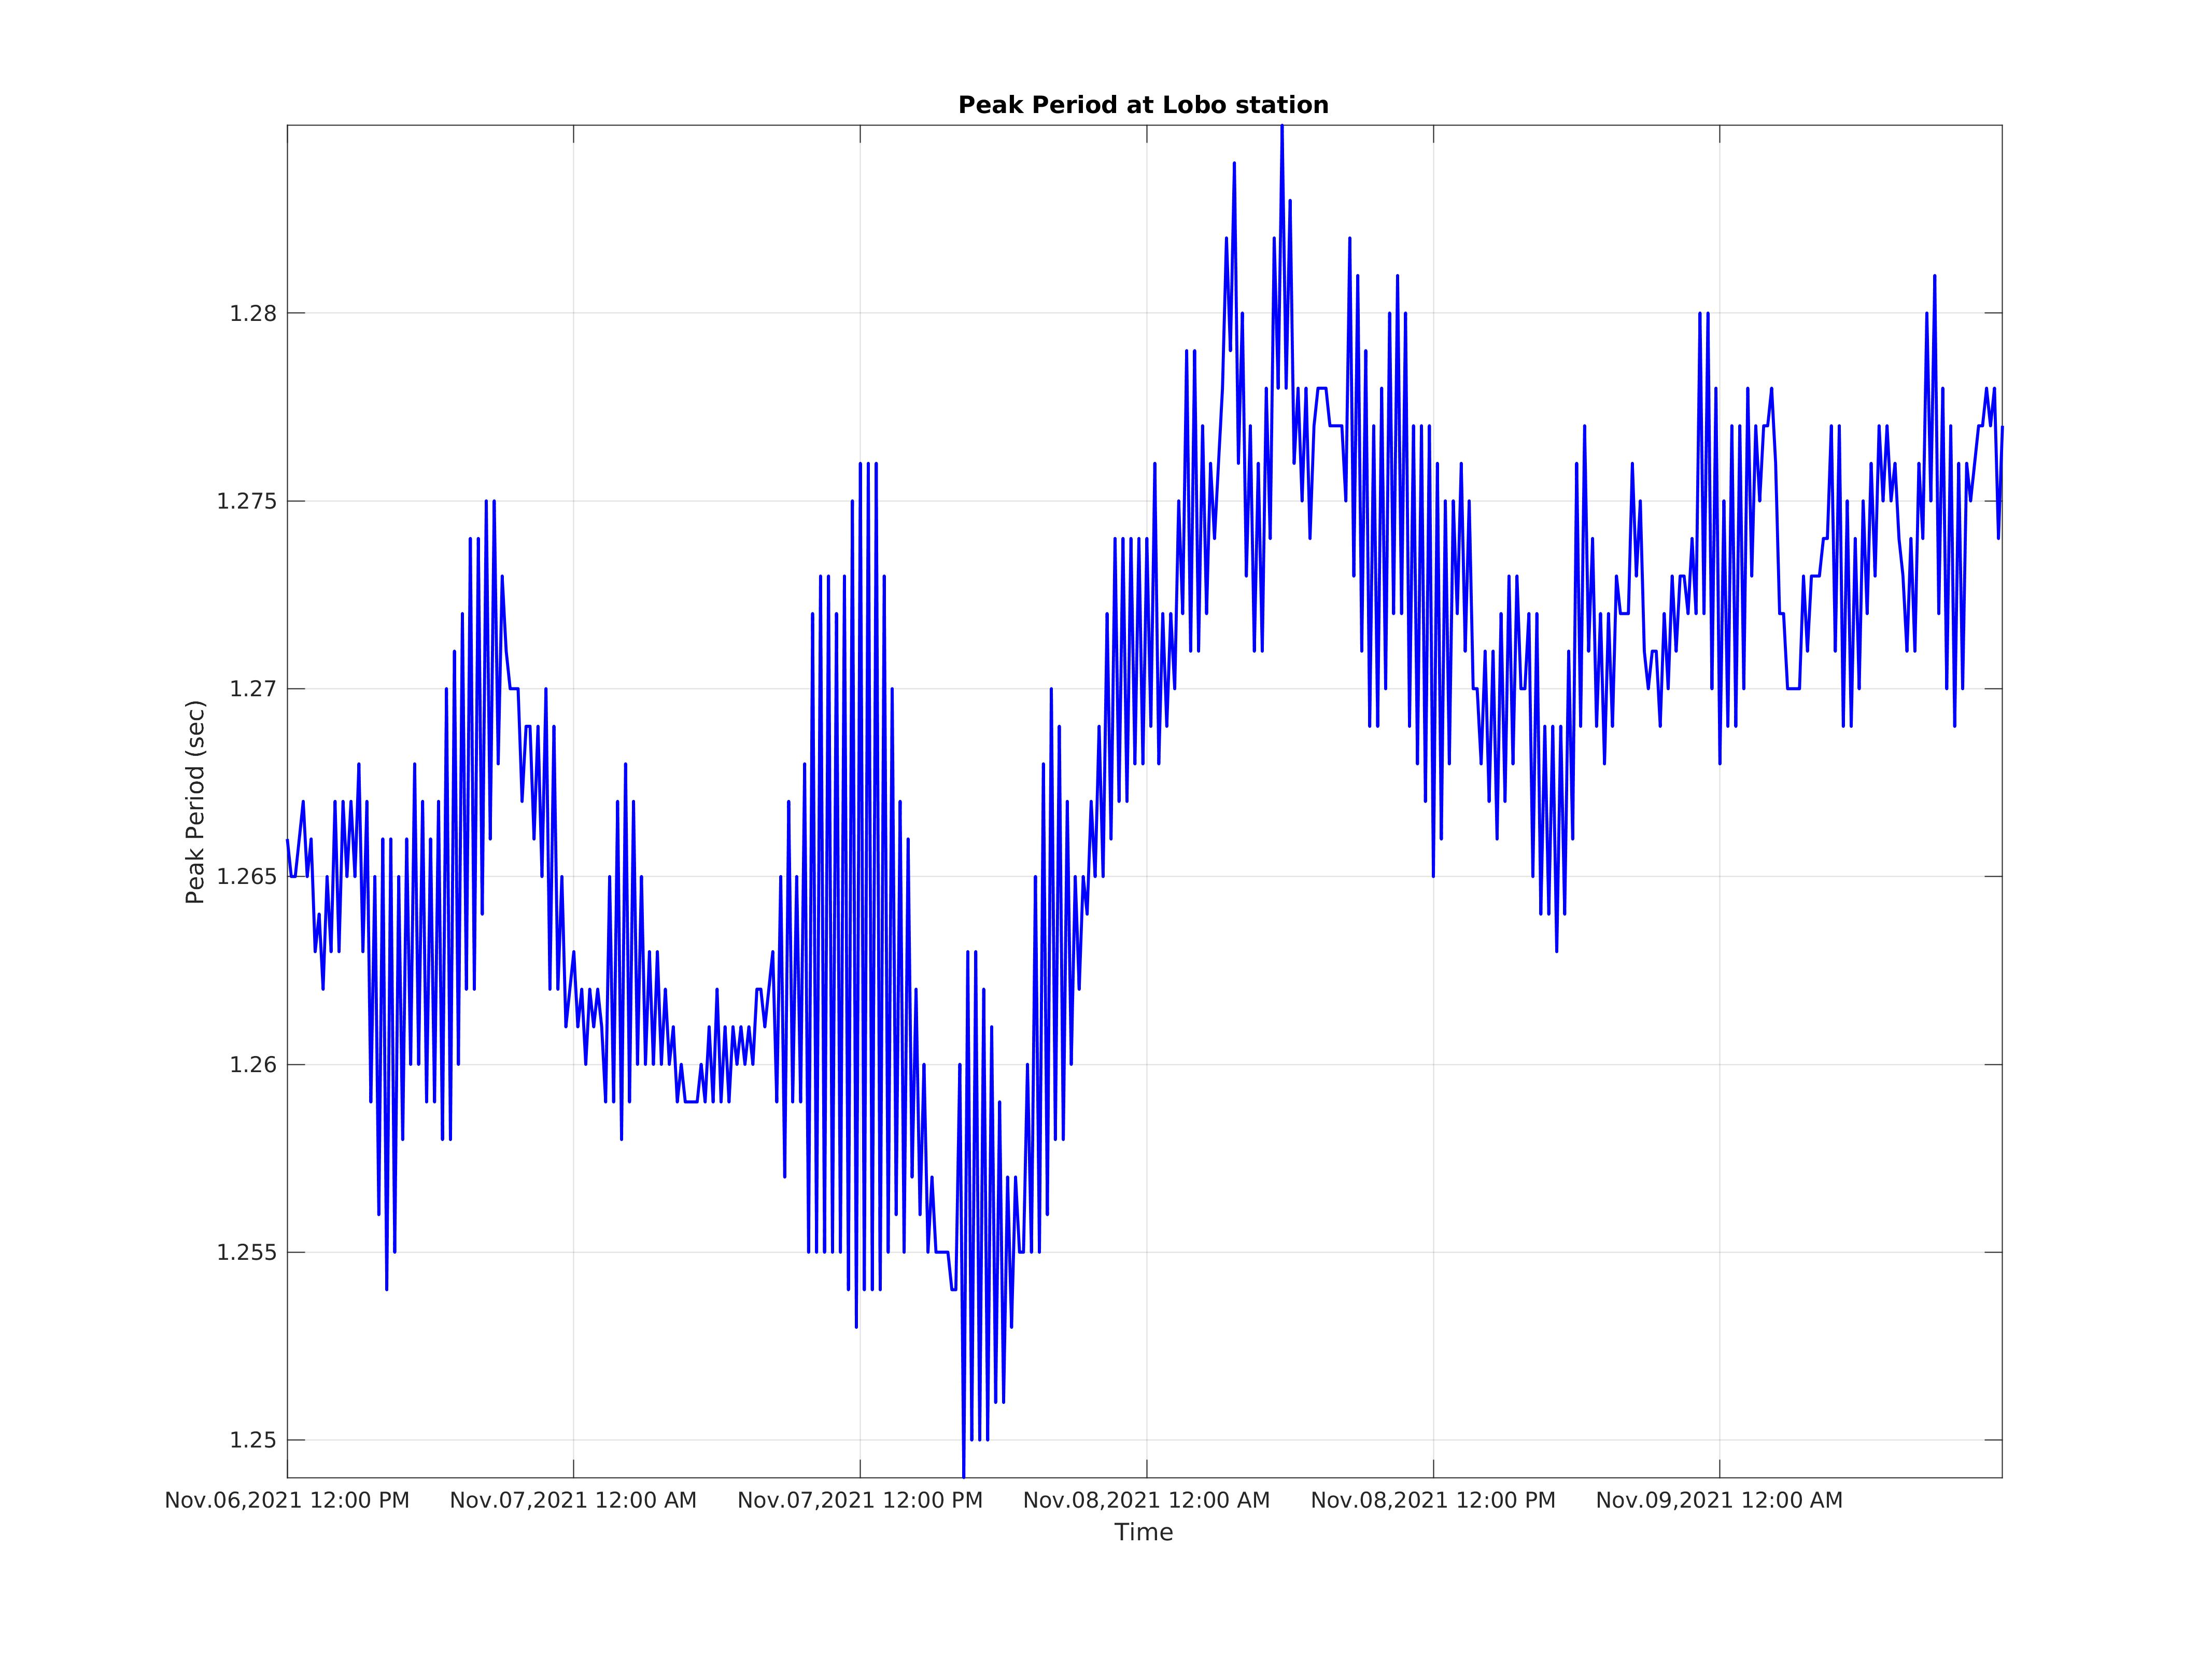 Peak Period at Lobo station
Peak Period (sec)
1.28
1.275
1.27
1.265
1.26
1.255
1.25
Nov.06,2021 12:00 PM Nov.07,2021 12:00 AM Nov.07,2021 12:00 PM Nov.08,2021 12:00 AM Nov.08,2021 12:00 PM Nov.09,2021 12:00 AM
Time